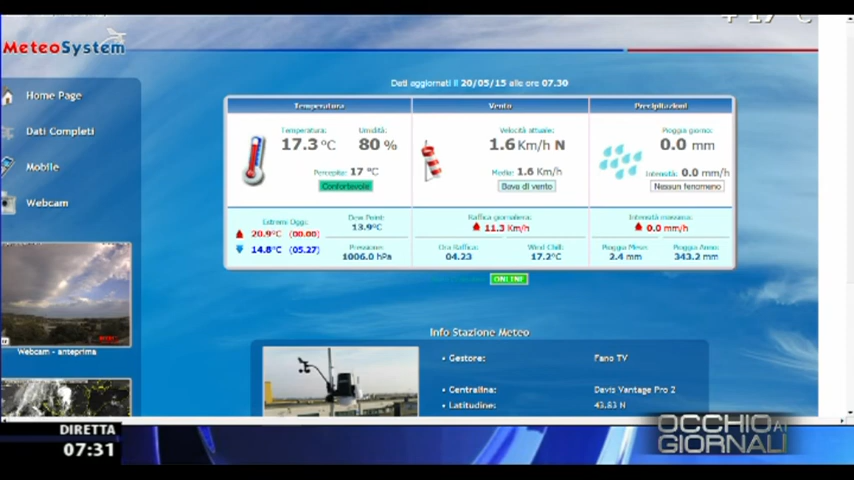 + 17 °C
MeteoSystem
Dati aggiornati il 20/05/15 alle ore 07.30
Home Page
Dati Completi
Mobile
Webcam
Webcam - anteprima
Temperatura
Temperatura: Umidità:
17.3 °C 80 %
Percepita: 17 °C
Confortevole
Estremi Oggi:
20.9°C (00.00)
14.8°C (05.27)
Dew Point:
13.9°C
Pressione:
1006.0 hPa
Vento
Velocità attuale:
1.6 Km/h N
Media: 1.6 Km/h
Bava di vento
Raffica giornaliera:
11.3 Km/h
Ora Raffica: Wind Chill:
04.23 17.2°C
Precipitazioni
Pioggia giorno:
0.0 mm
Intensità: 0.0 mm/h
Nessun fenomeno
Intensità massima:
0.0 mm/h
Pioggia Mese: Pioggia Anno:
2.4 mm 343.2 mm
ONLINE
Info Stazione Meteo
• Gestore: Fano TV
• Centralina: Davis Vantage Pro 2
• Latitudine: 43.83 N
DIRETTA
07:31
OCCHIO AI
GIORNALI